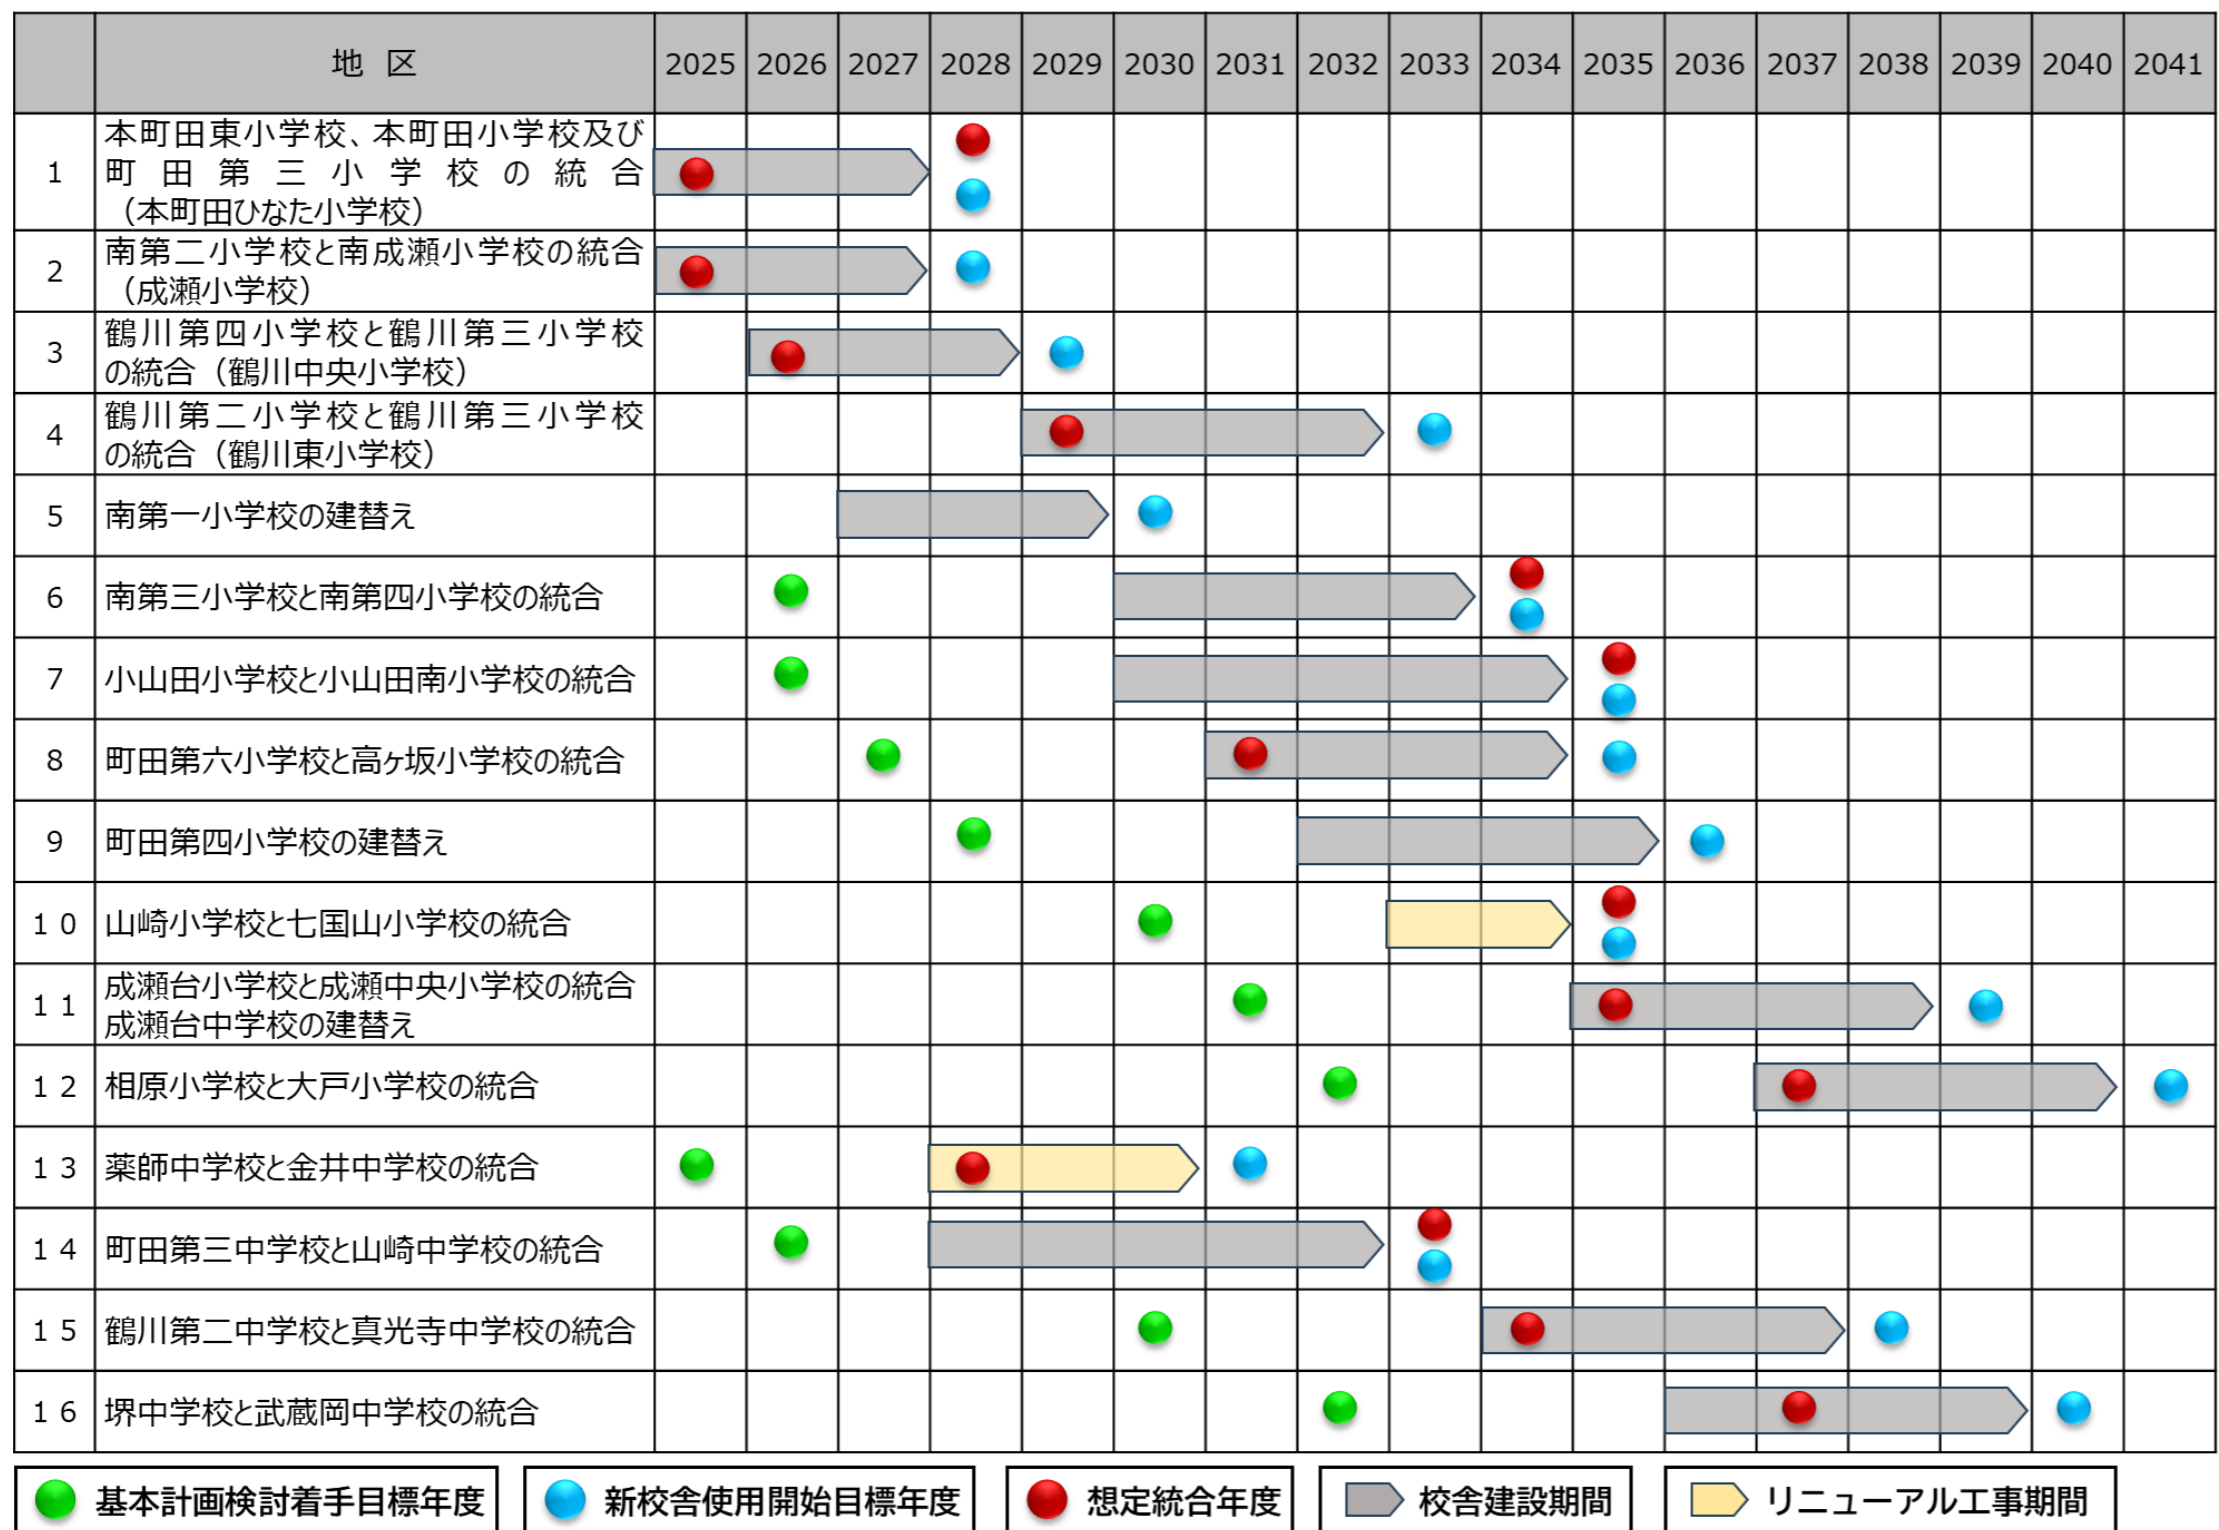 地 区 2025 2026 2027 2028 2029 2030 2031 2032 2033 2034 2035 2036 2037 2038 2039 2040 2041
1 本町田東小学校、本町田小学校及び
町田第三小学校の統合
（本町田ひなた小学校）
2 南第二小学校と南成瀬小学校の統合
（成瀬小学校）
3 鶴川第四小学校と鶴川第三小学校
の統合（鶴川中央小学校）
4 鶴川第二小学校と鶴川第三小学校
の統合（鶴川東小学校）
5 南第一小学校の建替え
6 南第三小学校と南第四小学校の統合
7 小山田小学校と小山田南小学校の統合
8 町田第六小学校と高ヶ坂小学校の統合
9 町田第四小学校の建替え
10 山崎小学校と七国山小学校の統合
11 成瀬台小学校と成瀬中央小学校の統合
成瀬台中学校の建替え
12 相原小学校と大戸小学校の統合
13 薬師中学校と金井中学校の統合
14 町田第三中学校と山崎中学校の統合
15 鶴川第二中学校と真光寺中学校の統合
16 堺中学校と武蔵岡中学校の統合
基本計画検討着手目標年度 新校舎使用開始目標年度 想定統合年度 校舎建設期間 リニューアル工事期間